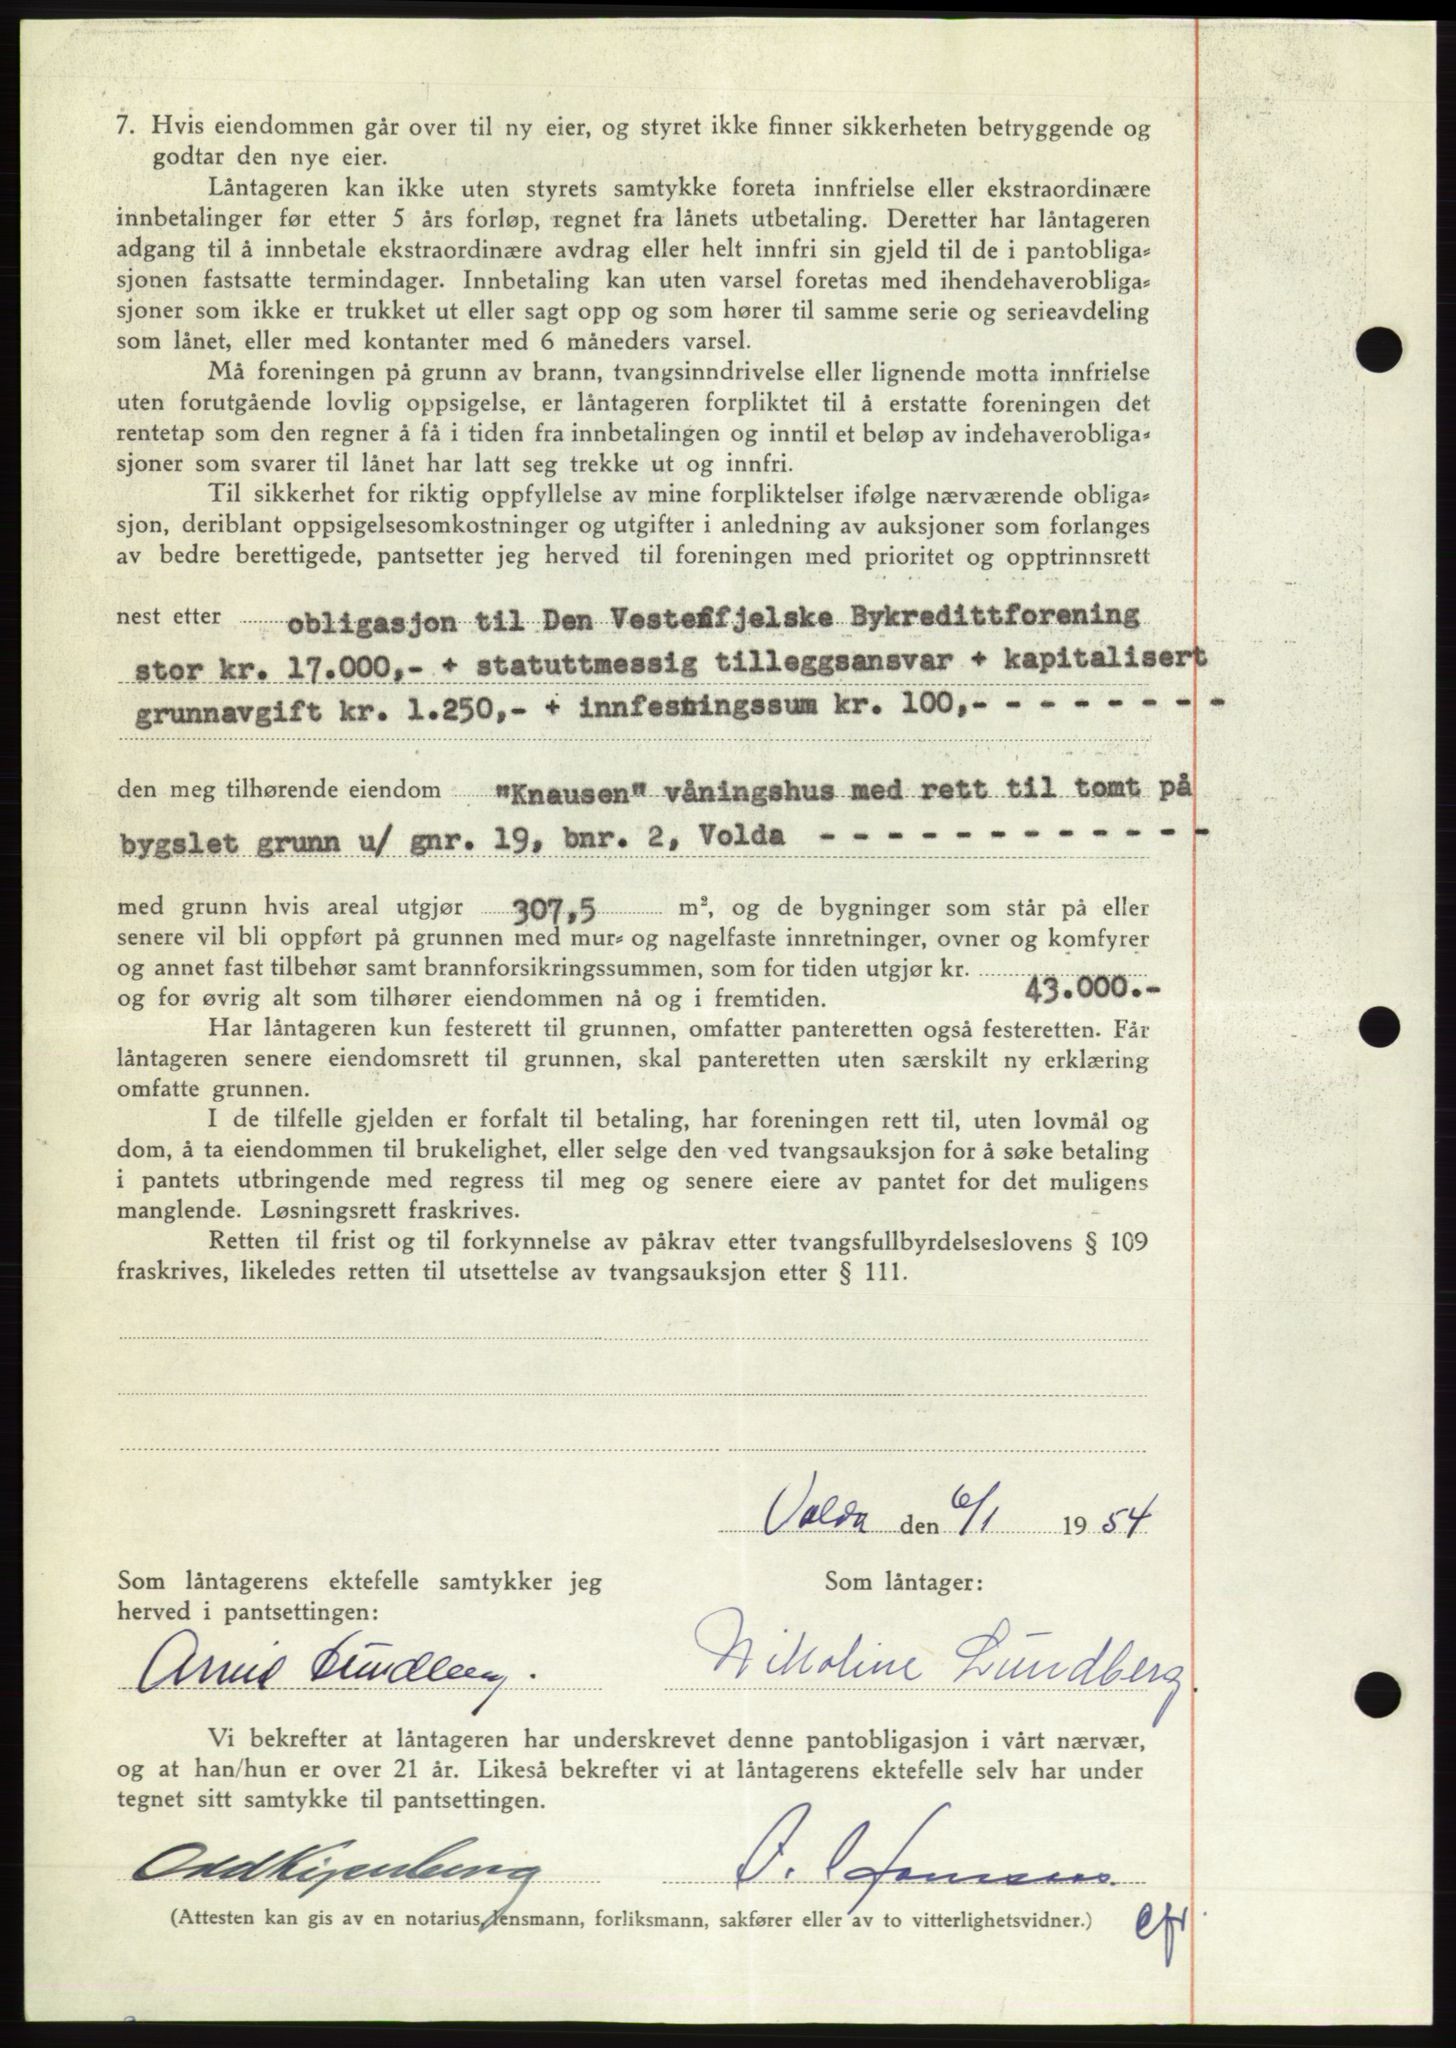 7. Hvis eiendommen går over til ny eier, og styret ikke finner sikkerheten betryggende og
godtar den nye eier.
Låntageren kan ikke uten styrets samtykke foreta innfrielse eller ekstraordinære
innbetalinger før etter 5 års forløp, regnet fra lånets utbetaling. Deretter har låntageren
adgang til å innbetale ekstraordinære avdrag eller helt innfri sin gjeld til de i pantobliga-
sjonen fastsatte termindager. Innbetaling kan uten varsel foretas med ihendehaverobliga-
sjoner som ikke er trukket ut eller sagt opp og som hører til samme serie og serieavdeling
som lånet, eller med kontanter med 6 måneders varsel.
Må foreningen på grunn av brann, tvangsinndrivelse eller lignende motta innfrielse
uten forutgående lovlig oppsigelse, er låntageren forpliktet til å erstatte foreningen det
rentetap som den regner å få i tiden fra innbetalingen og inntil et beløp av indehaverobliga-
sjoner som svarer til lånet har latt seg trekke ut og innfri.
Til sikkerhet for riktig oppfyllelse av mine forpliktelser ifølge nærværende obliga-
sjon, deriblant oppsigelsesomkostninger og utgifter i anledning av auksjoner som forlanges
av bedre berettigede, pantsetter jeg herved til foreningen med prioritet og opptrinnsrett
nest etter obligasjon til Den Vestenfjelske Bykredittforening
stor kr. 17.000,- + statuttmessig tilleggsansvar + kapitalisert
grunnavgift kr. 1.250,- + innfestningssum kr. 100,- - - - - - - - -
den meg tilhørende eiendom "Knausen" våningshus med rett til tomt på
bygslet grunn u/ gnr. 19, bnr. 2, Volda - - - - - - - - - - - -
med grunn hvis areal utgjør 307,5 m², og de bygninger som står på eller
senere vil bli oppført på grunnen med mur- og nagelfaste innretninger, ovner og komfyrer
og annet fast tilbehør samt brannforsikringssummen, som for tiden utgjør kr. 43.000.-
og for øvrig alt som tilhører eiendommen nå og i fremtiden.
Har låntageren kun festerett til grunnen, omfatter panteretten også festeretten. Får
låntageren senere eiendomsrett til grunnen, skal panteretten uten særskilt ny erklæring
omfatte grunnen.
I de tilfelle gjelden er forfalt til betaling, har foreningen rett til, uten lovmål og
dom, å ta eiendommen til brukelighet, eller selge den ved tvangsauksjon for å søke betaling
i pantets utbringende med regress til meg og senere eiere av pantet for det muligens
manglende. Løsningsrett fraskrives.
Retten til frist og til forkynnelse av påkrav etter tvangsfullbyrdelseslovens § 109
fraskrives, likeledes retten til utsettelse av tvangsauksjon etter § 111.
Volda den 6/1 1954
Som låntagerens ektefelle samtykker jeg
herved i pantsettingen:
Som låntager:
Lundberg.
Nikoline Lundberg.
Vi bekrefter at låntageren har underskrevet denne pantobligasjon i vårt nærvær,
og at han/hun er over 21 år. Likeså bekrefter vi at låntagerens ektefelle selv har under
tegnet sitt samtykke til pantsettingen.
Odd
(Attesten kan gis av en notarius, lensmann, forliksmann, sakfører eller av to vitterlighetsvidner.)